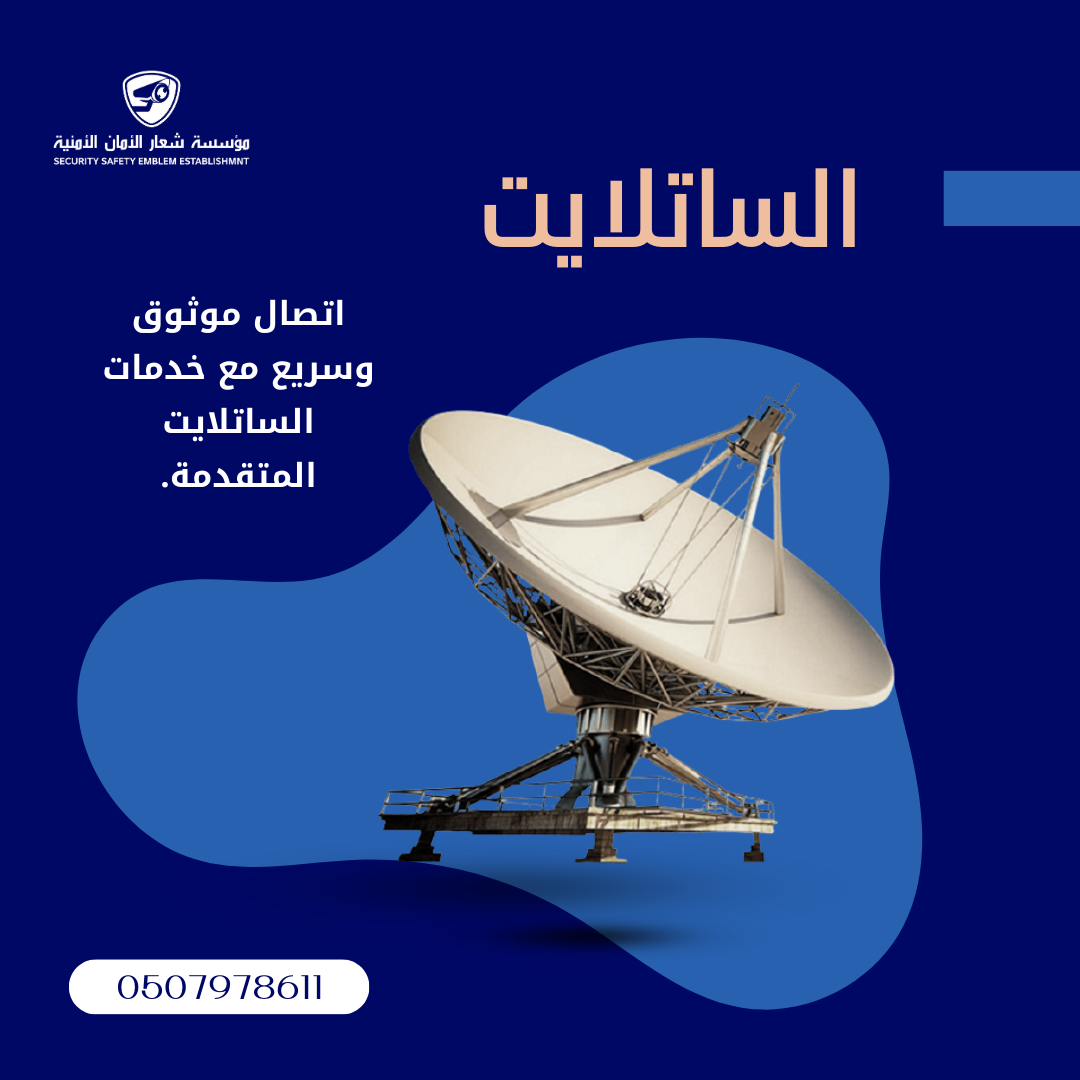 مؤسسة شعار الأمان الأمنية
SECURITY SAFETY EMBLEM ESTABLISHMNT
الساتلايت
اتصال موثوق
وسريع مع خدمات
الساتلايت
المتقدمة.
0507978611